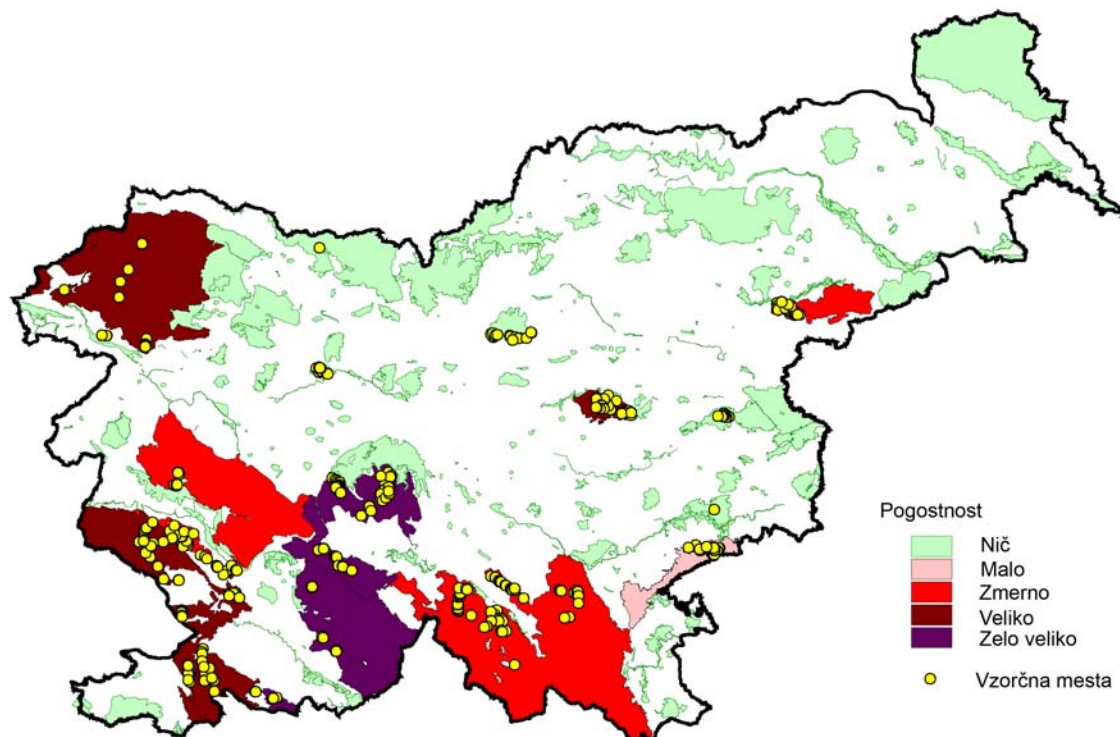 Pogostnost
Nič
Malo
Zmerno
Veliko
Zelo veliko
Vzorčna mesta